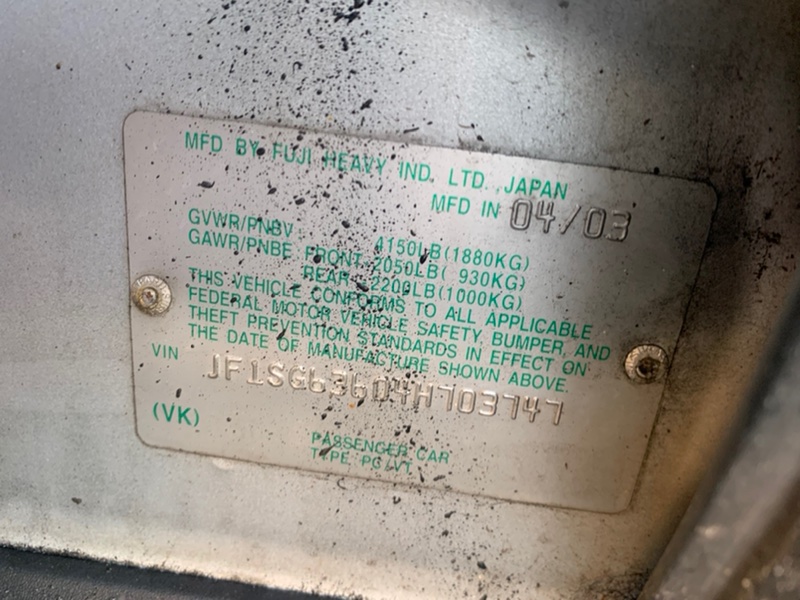 MFD BY FUJI HEAVY IND. LTD. JAPAN
MFD IN 04/03
GVWR/PNBV 4150LB(1880KG)
GAWR/PNBE FRONT 2050LB( 930KG)
REAR 2200LB(1000KG)
THIS VEHICLE CONFORMS TO ALL APPLICABLE
FEDERAL MOTOR VEHICLE SAFETY, BUMPER, AND
THEFT PREVENTION STANDARDS IN EFFECT ON
THE DATE OF MANUFACTURE SHOWN ABOVE.
VIN JF1SG63604H703747
(VK)
PASSENGER CAR
TYPE PC/VT